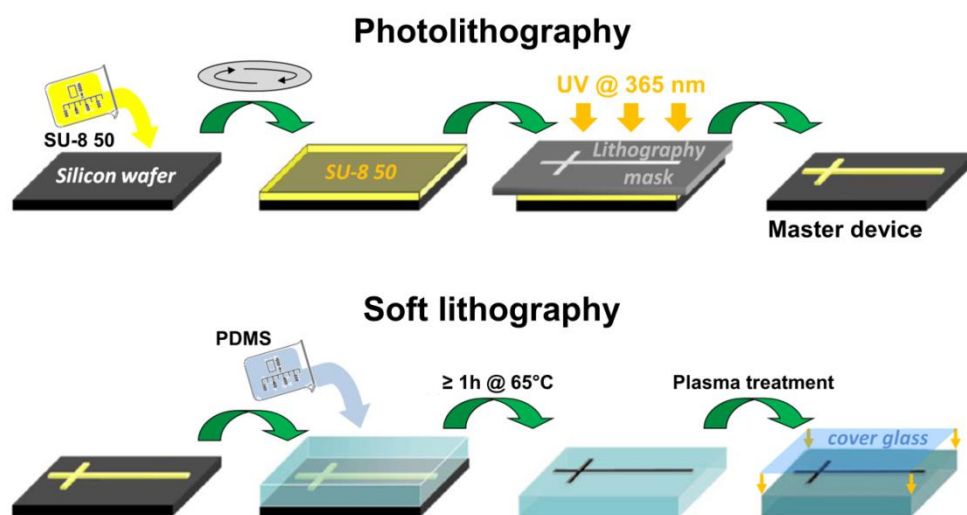 Photolithography
SU-8 50
Silicon wafer
SU-8 50
UV @ 365 nm
Lithography
mask
Master device
Soft lithography
PDMS
≥ 1h @ 65°C
Plasma treatment
cover glass